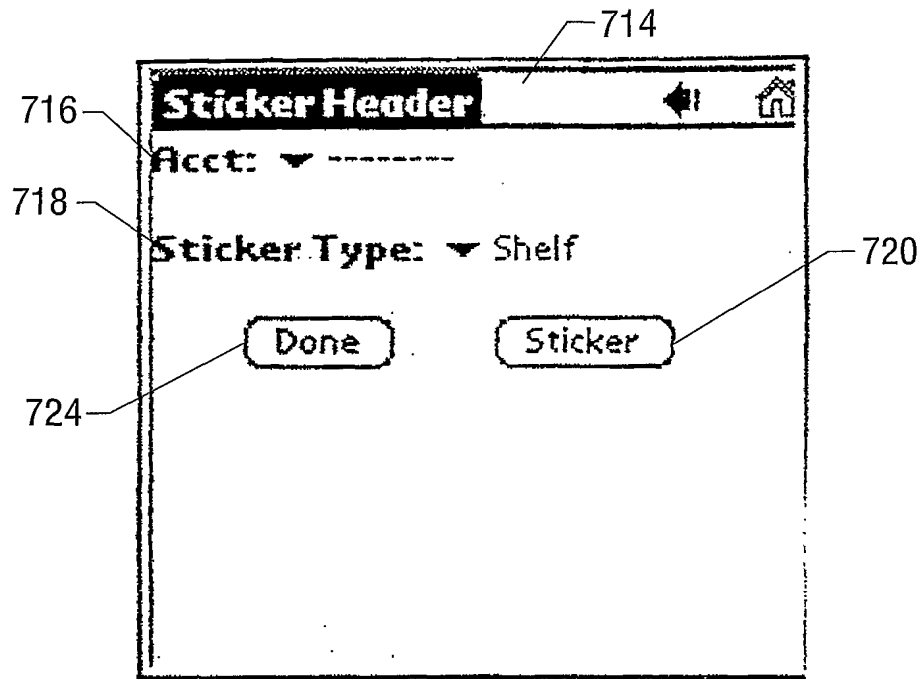 714
Sticker Header
716
Acct: --------
718
Sticker Type: Shelf
720
Done Sticker
724